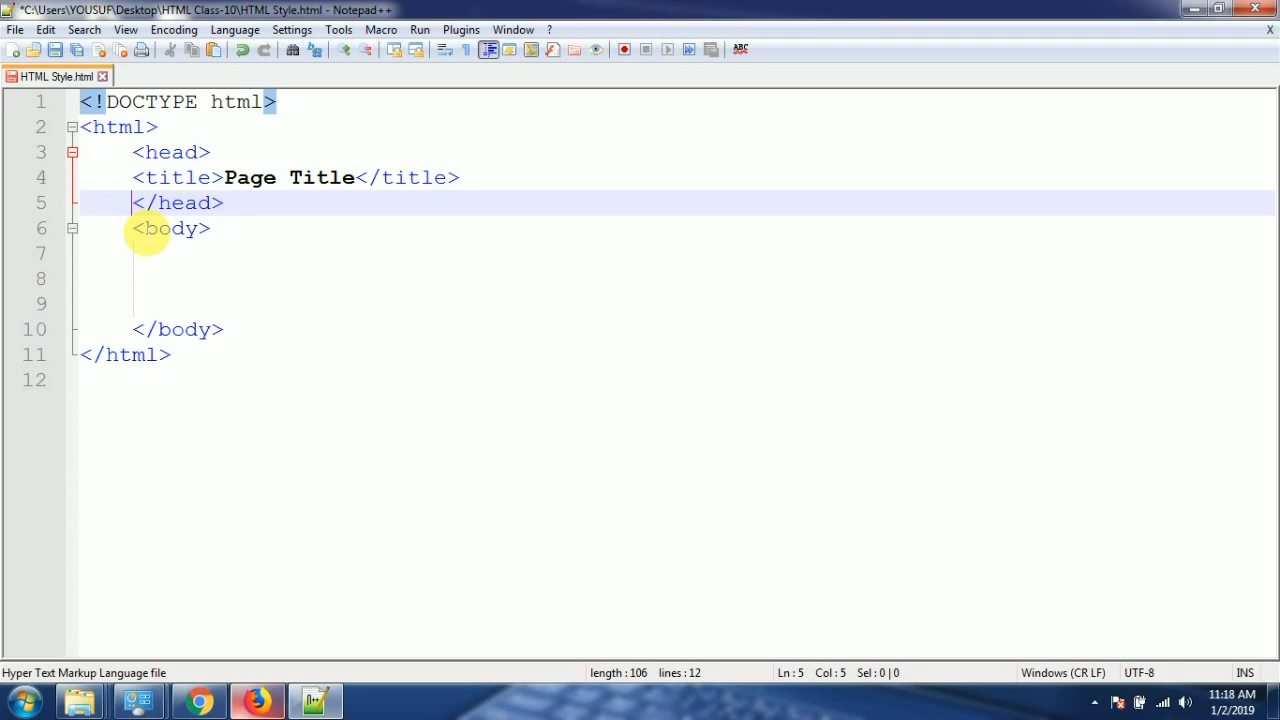 *C:\Users\YOUSUF\Desktop\HTML Class-10\HTML Style.html - Notepad++
File Edit Search View Encoding Language Settings Tools Macro Run Plugins Window ? X
ABC
HTML Style.html
1 <!DOCTYPE html>
2 <html>
3 <head>
4 <title>Page Title</title>
5 </head>
6 <body>
7
8
9
10 </body>
11 </html>
12
Hyper Text Markup Language file length : 106 lines : 12 Ln : 5 Col : 5 Sel : 0 | 0 Windows (CR LF) UTF-8 INS
11:18 AM
1/2/2019